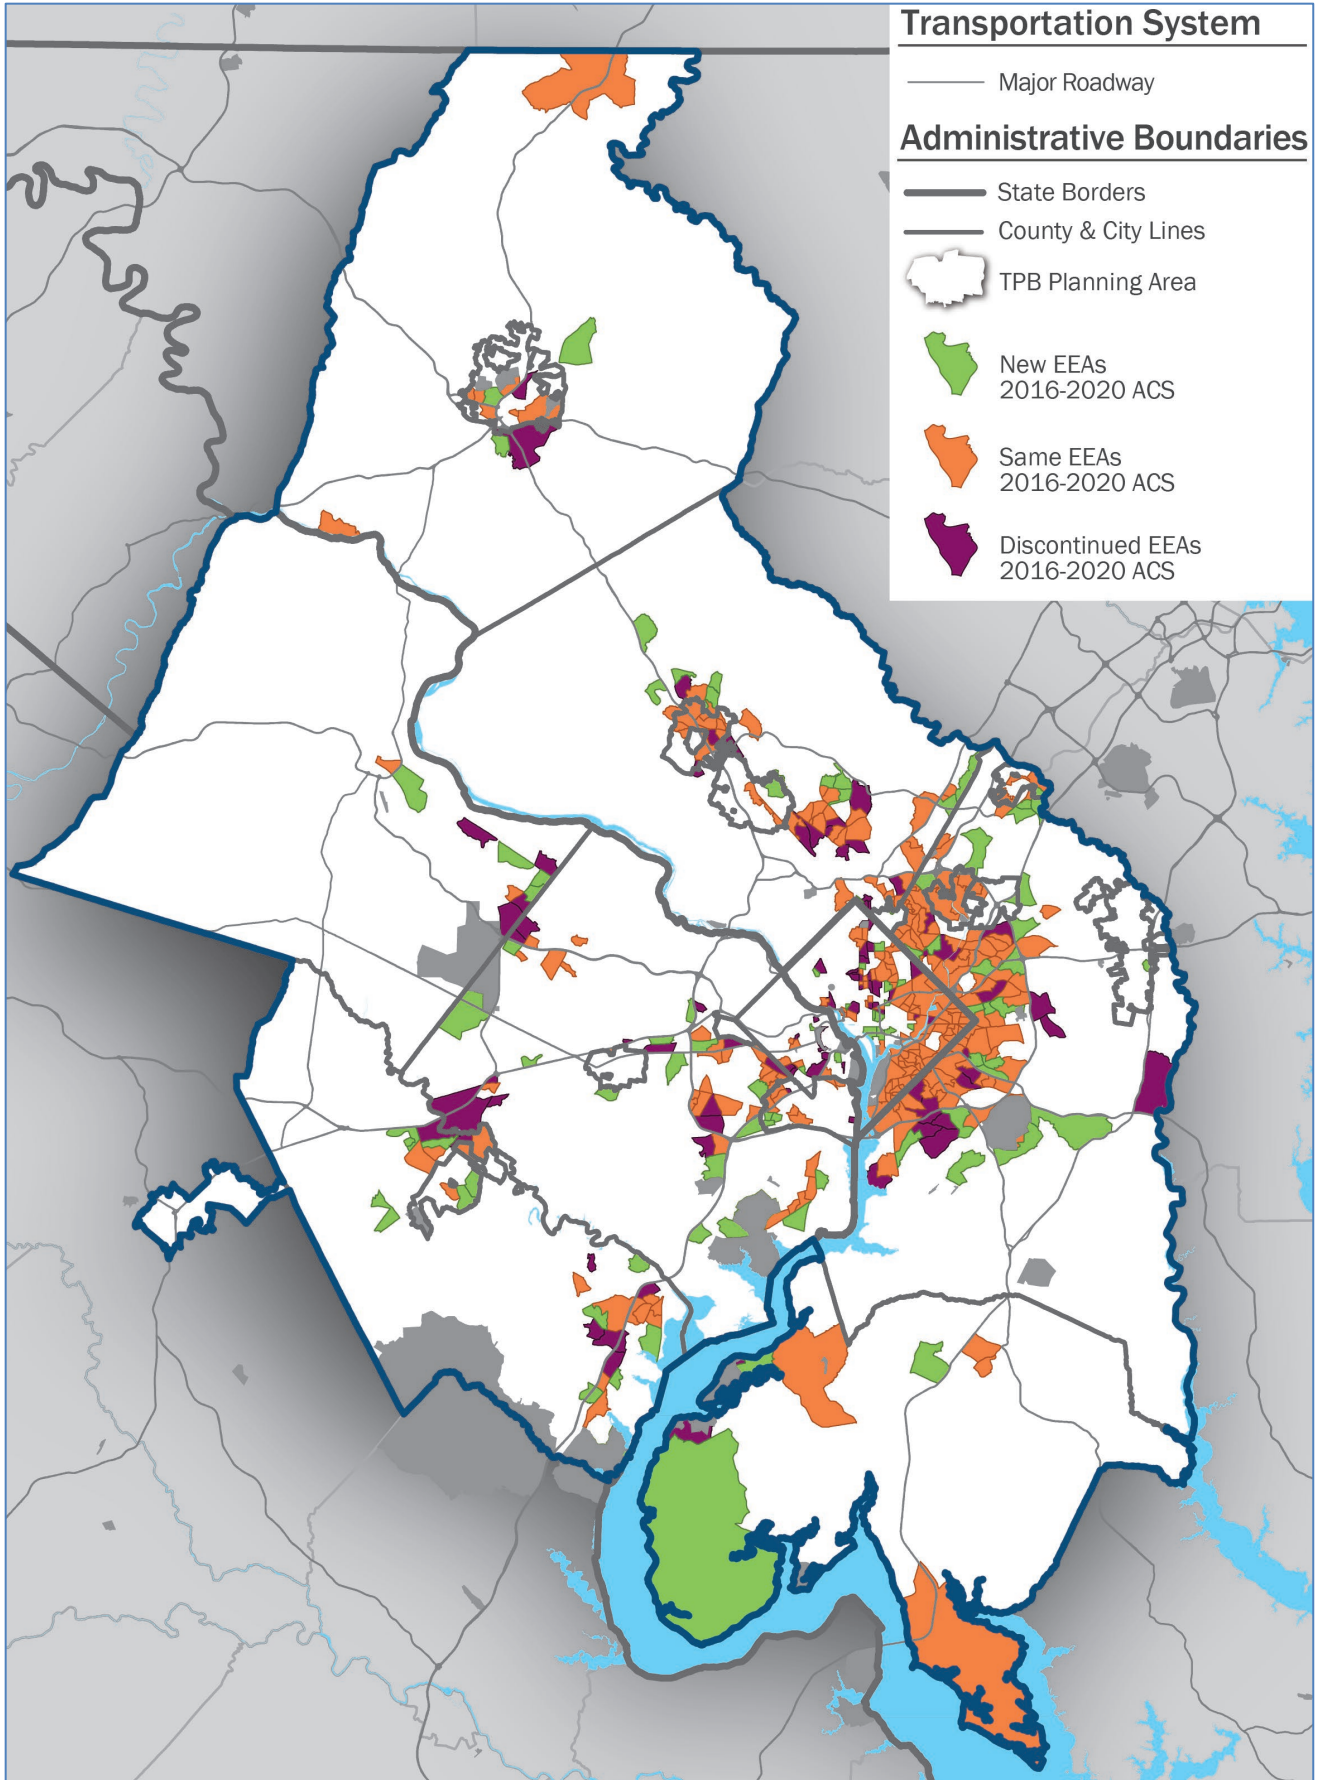 Transportation System
Major Roadway
Administrative Boundaries
State Borders
County & City Lines
TPB Planning Area
New EEAs
2016-2020 ACS
Same EEAs
2016-2020 ACS
Discontinued EEAs
2016-2020 ACS